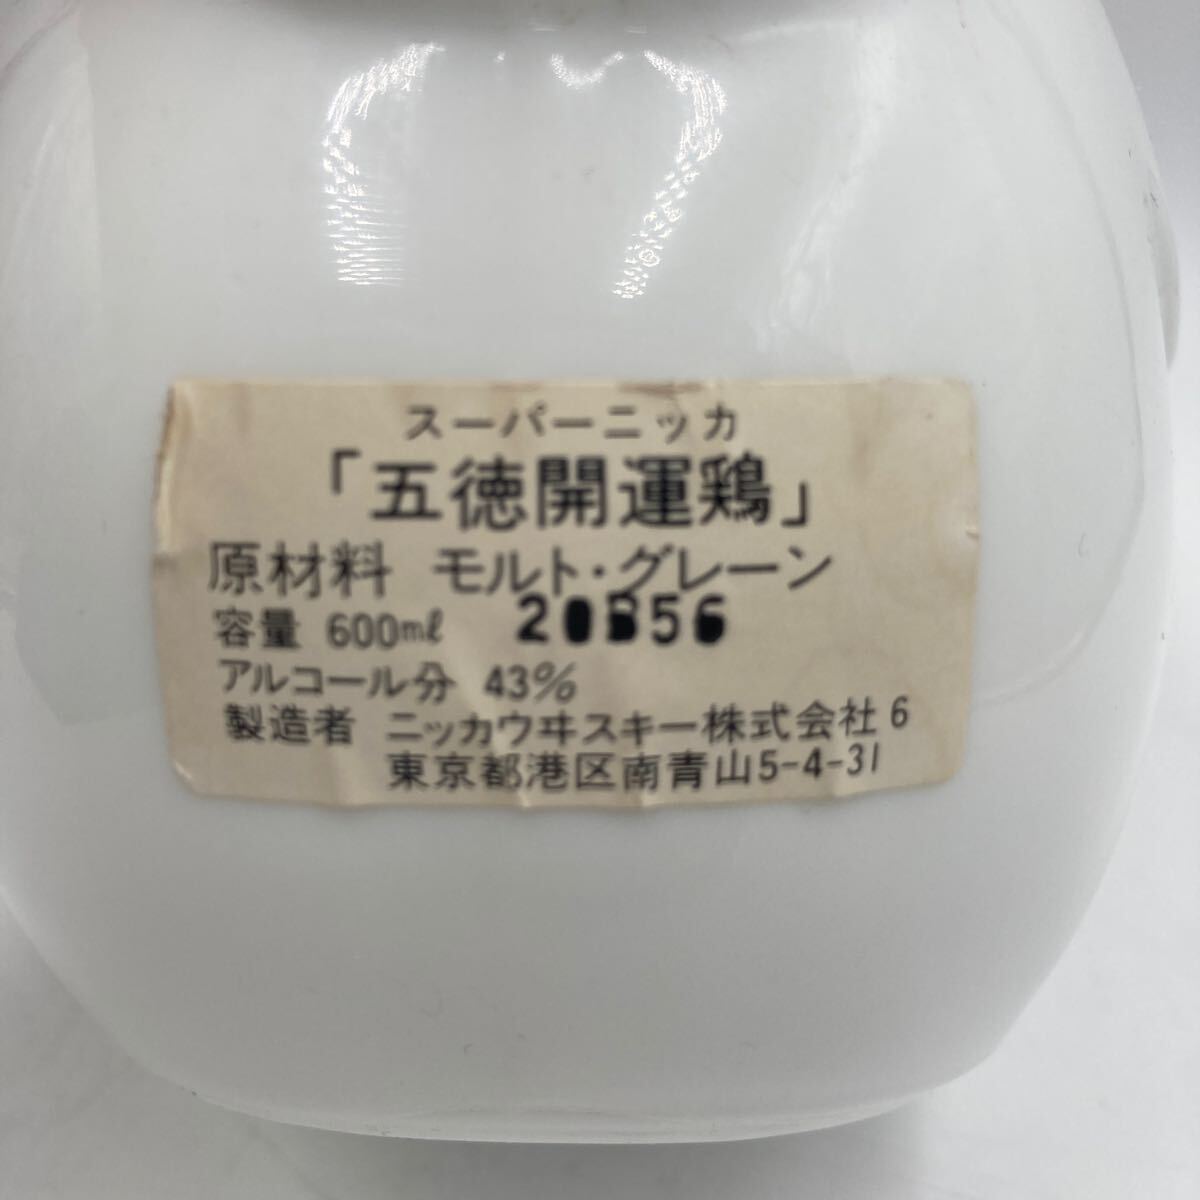 スーパーニッカ
「五徳開運鶏」
原材料 モルト・グレーン
容量 600㎖ 20B56
アルコール分 43%
製造者 ニッカウヰスキー株式会社 6
東京都港区南青山5-4-31